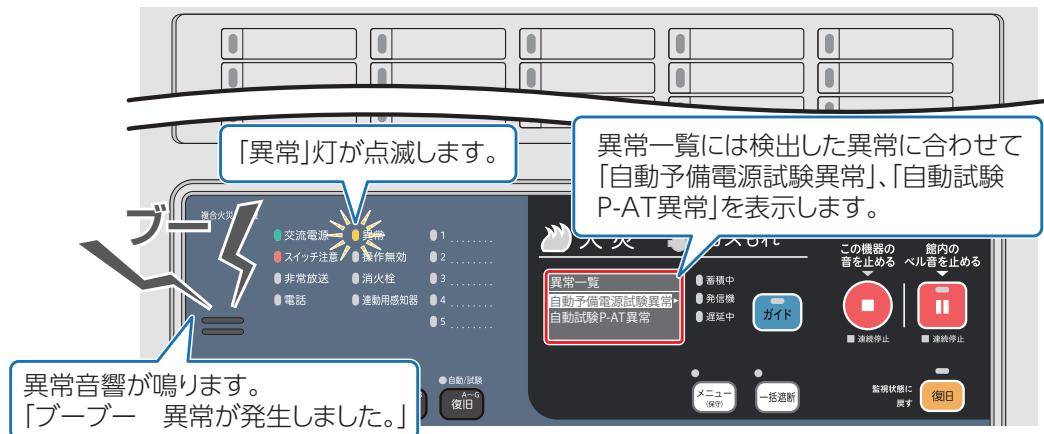 「異常」灯が点滅します。
異常一覧には検出した異常に合わせて
「自動予備電源試験異常」、「自動試験
P-AT異常」を表示します。
ブー
複合火災
交流電源
異常
スイッチ注意
操作無効
非常放送
消火栓
電話
連動用感知器
1 ........
2 ........
3 ........
4 ........
5 ........
火災
ガスもれ
異常一覧
自動予備電源試験異常▸
自動試験P-AT異常
蓄積中
発信機
遅延中
ガイド
この機器の
音を止める
館内の
ベル音を止める
連続停止
連続停止
異常音響が鳴ります。
「ブーブー　異常が発生しました。」
自動/試験
A~G
復旧
メニュー
(保守)
一括遮断
監視状態に
戻す
復旧